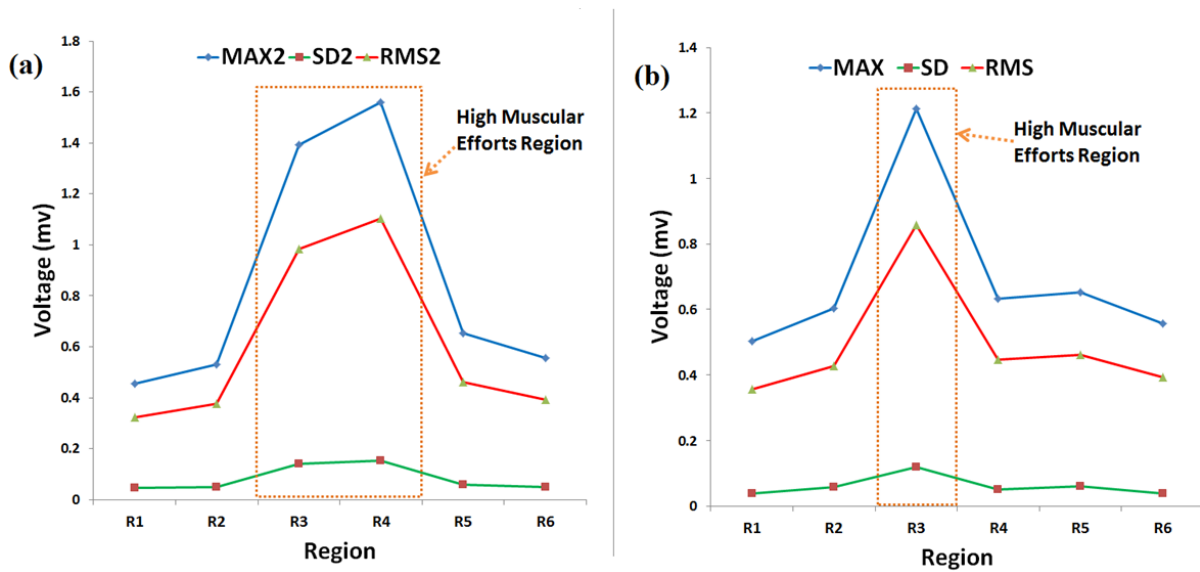 (a)
MAX2 SD2 RMS2
High Muscular
Efforts Region
Voltage (mv)
1.8
1.6
1.4
1.2
1
0.8
0.6
0.4
0.2
0
R1 R2 R3 R4 R5 R6
Region
(b)
MAX SD RMS
High Muscular
Efforts Region
Voltage (mv)
1.4
1.2
1
0.8
0.6
0.4
0.2
0
R1 R2 R3 R4 R5 R6
Region